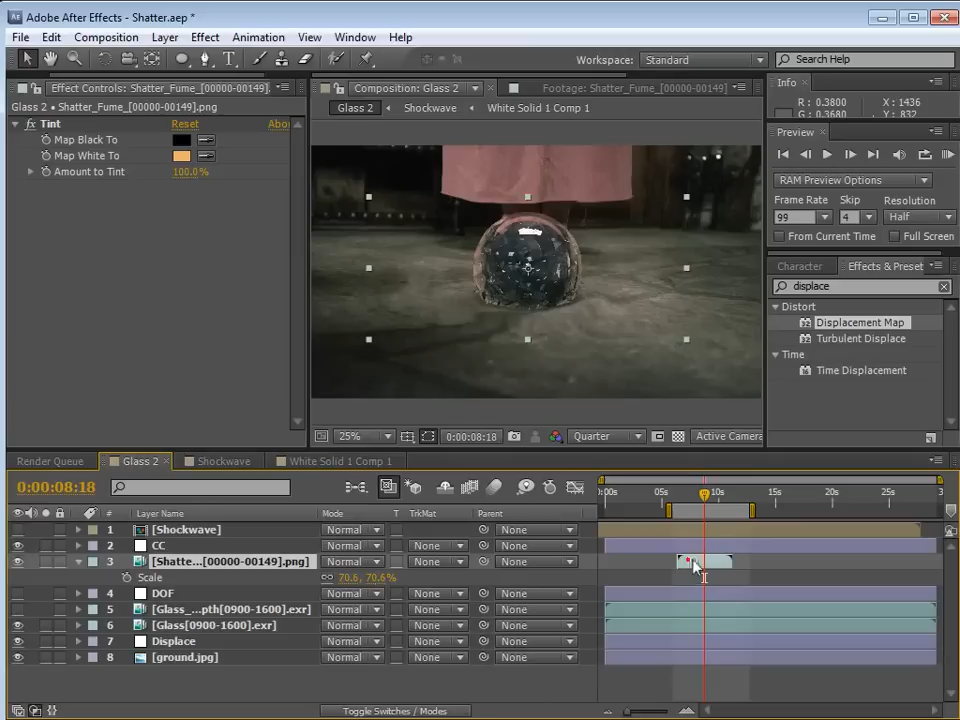 Adobe After Effects - Shatter.aep *
File Edit Composition Layer Effect Animation View Window Help
Workspace: Standard Search Help
Effect Controls: Shatter_Fume_[00000-00149].png
Composition: Glass 2
Footage: Shatter_Fume_[00000-00149].png
Info
Glass 2 • Shatter_Fume_[00000-00149].png
Glass 2 Shockwave White Solid 1 Comp 1
R : 0.3800 X : 1436
G : 0.3680 Y : 832
fx Tint Reset Abo
Map Black To
Map White To
Amount to Tint 100.0%
Preview
RAM Preview Options
Frame Rate Skip Resolution
99 4 Half
From Current Time Full Screen
Character Effects & Preset
displace
Distort
32 Displacement Map
32 Turbulent Displace
Time
16 Time Displacement
25% 0:00:08:18 Quarter Active Camera
Render Queue Glass 2 Shockwave White Solid 1 Comp 1
0:00:08:18
:00s 05s 10s 15s 20s 25s 3
# Layer Name Mode T TrkMat Parent
1 [Shockwave] Normal None
2 CC Normal None None
3 [Shatte...[00000-00149].png] Normal None None
Scale 70.6, 70.6%
4 DOF Normal None None
5 [Glass_...pth[0900-1600].exr] Normal None None
6 [Glass[0900-1600].exr] Normal None None
7 Displace Normal None None
8 [ground.jpg] Normal None None
Toggle Switches / Modes